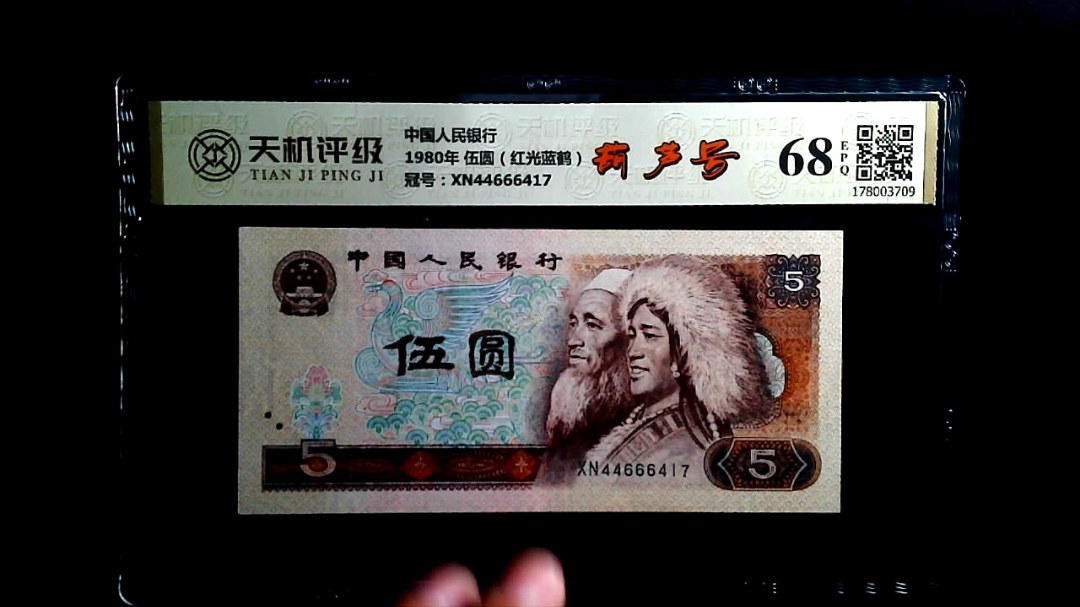 天机评级
TIAN JI PING JI
中国人民银行
1980年 伍圆（红光蓝鹤）
冠号：XN44666417
葫芦号
68
EPQ
178003709
中国人民银行
5
伍圆
5
XN44666417
5